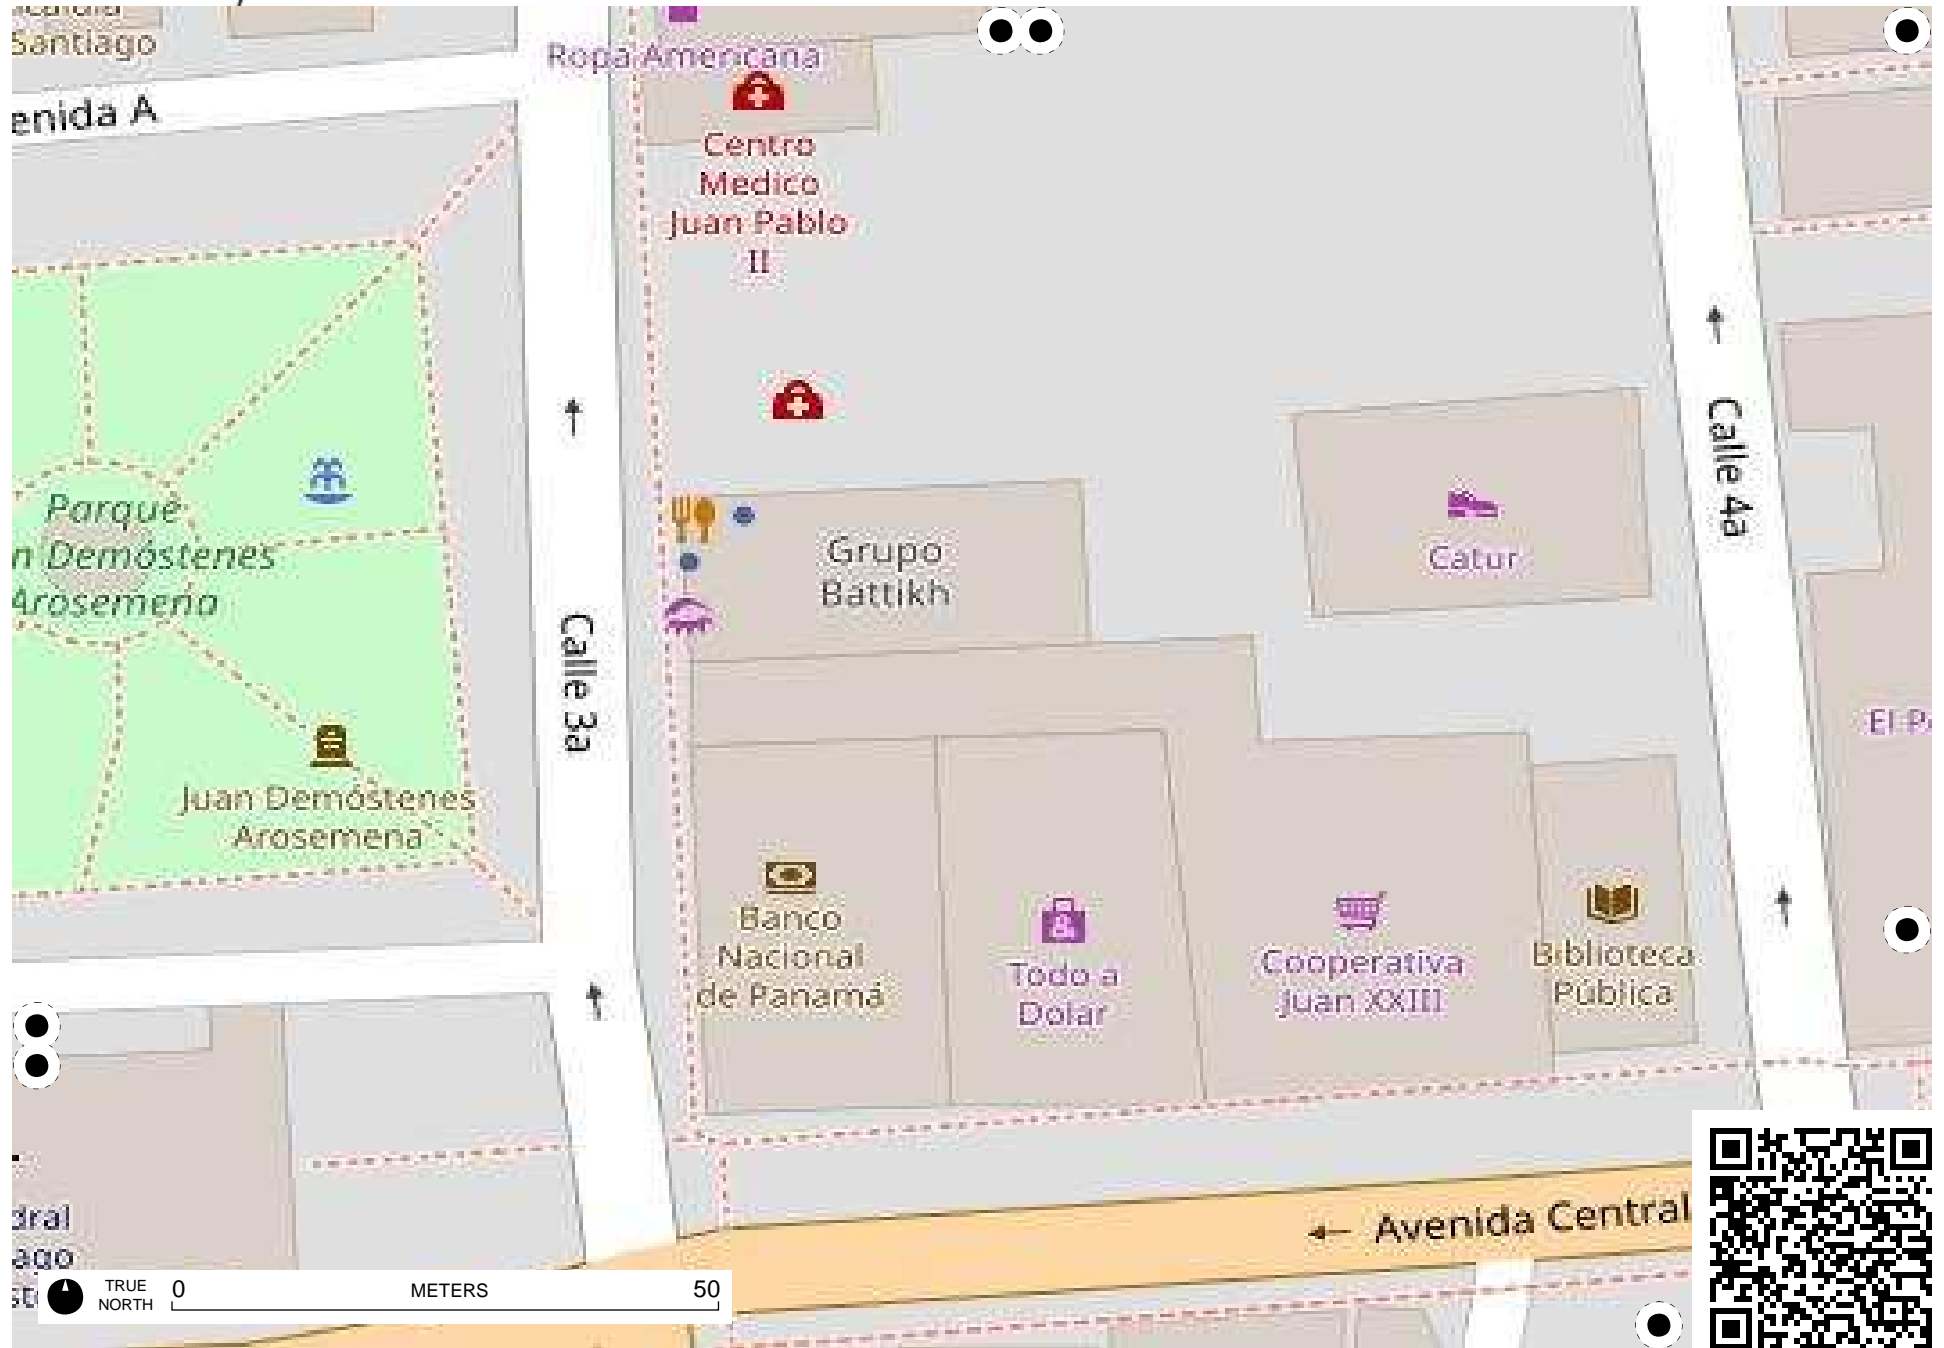 Santiago
Ropa Americana
enida A
Centro
Medico
Juan Pablo
II
Calle 4a
Parque
n Demóstenes
Arosemena
Grupo
Battikh
Catur
Calle 3a
El P
Juan Demóstenes
Arosemena
Banco
Nacional
de Panamá
Todo a
Dolar
Cooperativa
Juan XXIII
Biblioteca
Pública
Avenida Central
dral
ago
TRUE
NORTH
0 METERS 50